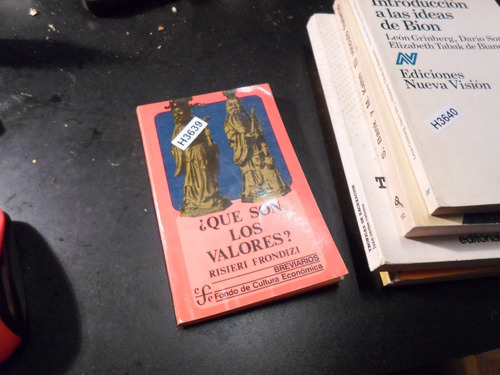 H3639
¿QUE SON
LOS
VALORES?
RISIERI FRONDIZI
BREVIARIOS
Fondo de Cultura Económica
Introducción
a las ideas
de Bion
León Grinberg, Darío Sor
Elizabeth Tabak de Bianc
Ediciones
Nueva Visión
H3640
editorial